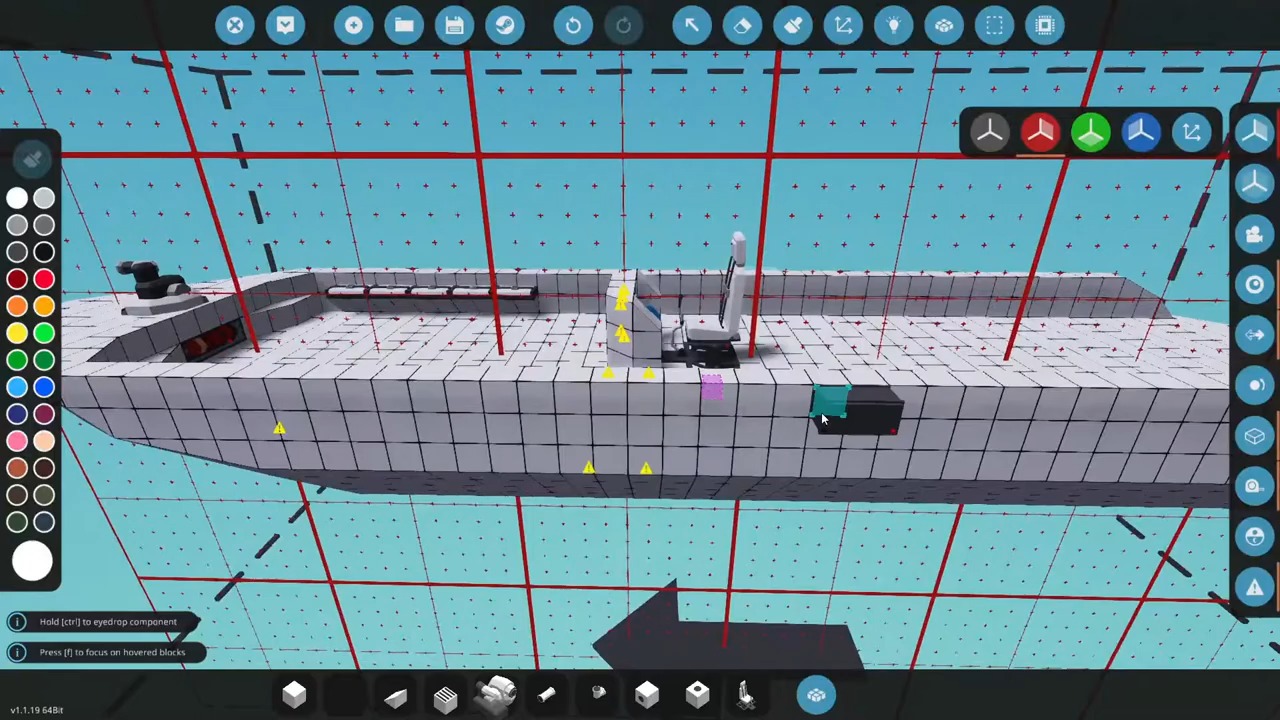 Hold [ctrl] to eyedrop component
Press [f] to focus on hovered blocks
v1.1.19 64Bit